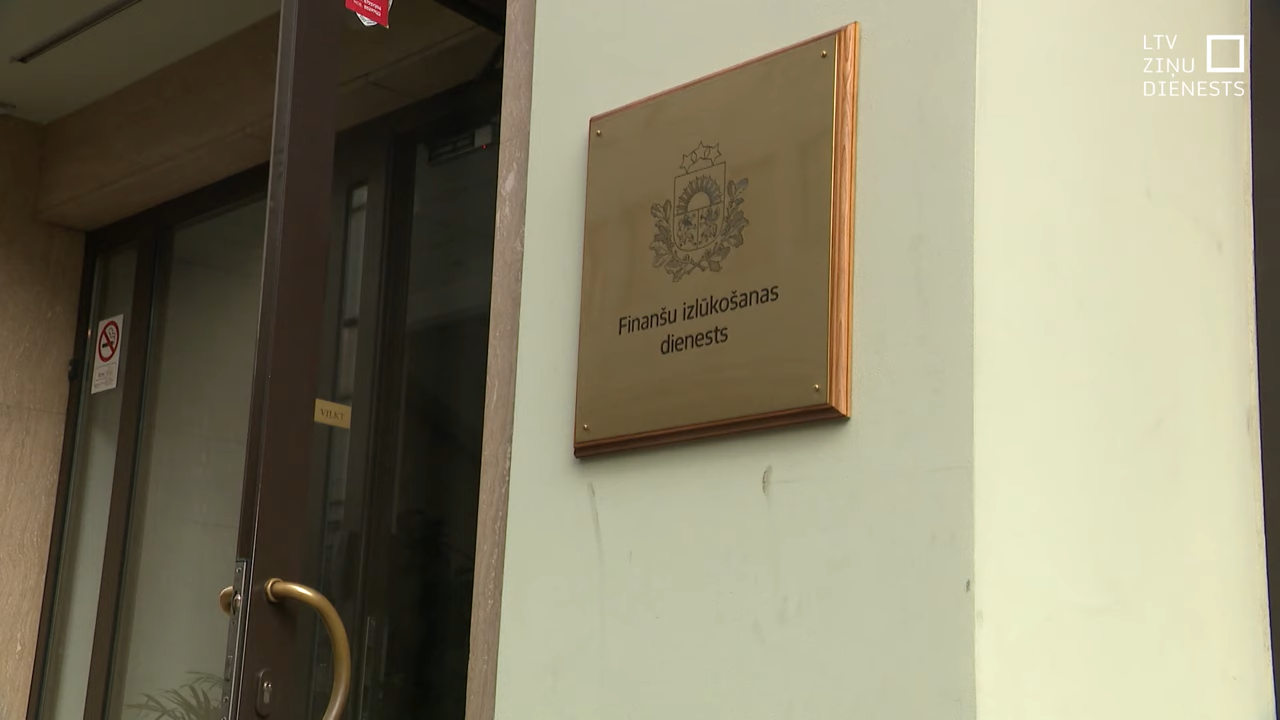 LTV
ZIŅU
DIENESTS
Finanšu izlūkošanas
dienests
VILKT